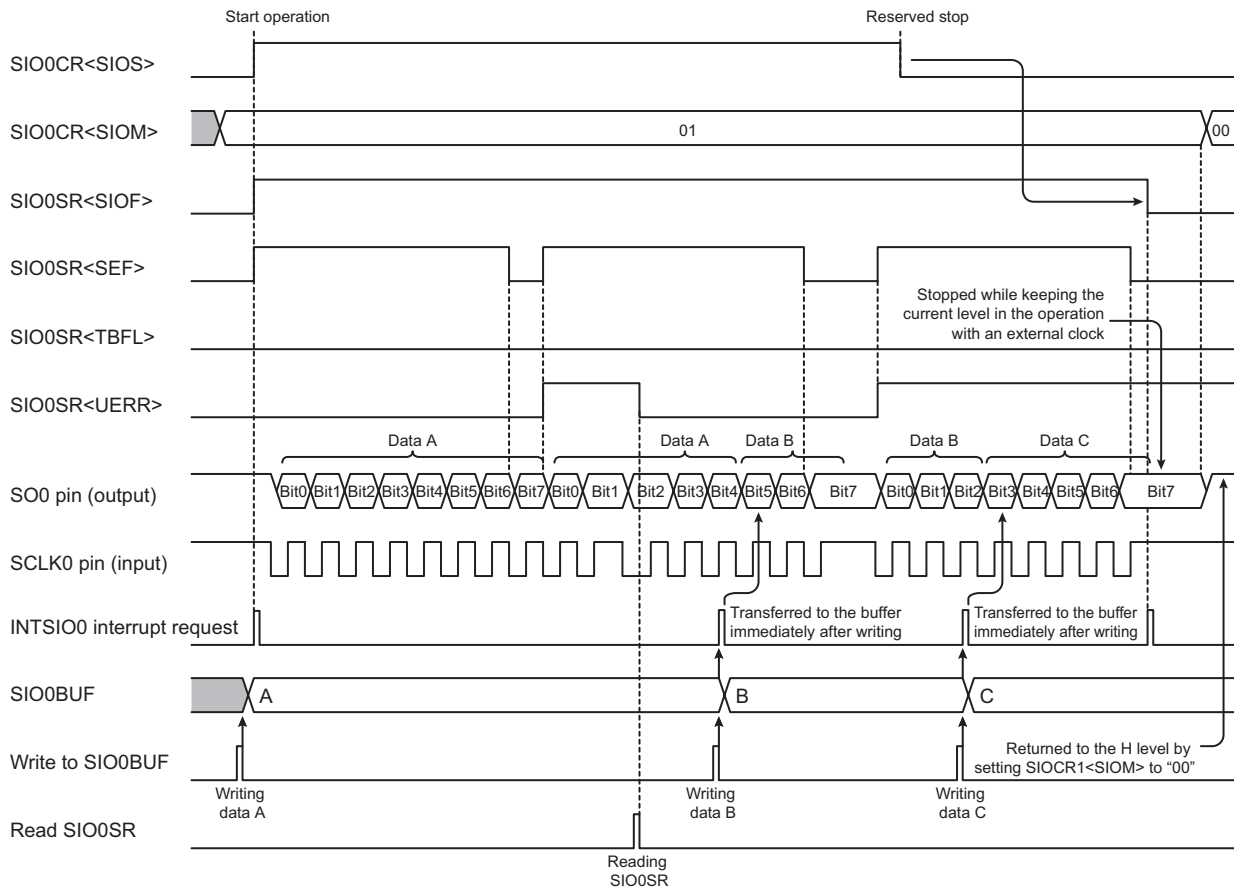 Start operation
Reserved stop
SIO0CR<SIOS>
SIO0CR<SIOM>
01
00
SIO0SR<SIOF>
SIO0SR<SEF>
Stopped while keeping the
current level in the operation
with an external clock
SIO0SR<TBFL>
SIO0SR<UERR>
Data A
Data A
Data B
Data B
Data C
SO0 pin (output)
Bit0 Bit1 Bit2 Bit3 Bit4 Bit5 Bit6 Bit7 Bit0 Bit1 Bit2 Bit3 Bit4 Bit5 Bit6 Bit7 Bit0 Bit1 Bit2 Bit3 Bit4 Bit5 Bit6 Bit7
SCLK0 pin (input)
INTSIO0 interrupt request
Transferred to the buffer
immediately after writing
Transferred to the buffer
immediately after writing
SIO0BUF
A
B
C
Write to SIO0BUF
Returned to the H level by
setting SIOCR1<SIOM> to “00”
Writing
data A
Writing
data B
Writing
data C
Read SIO0SR
Reading
SIO0SR